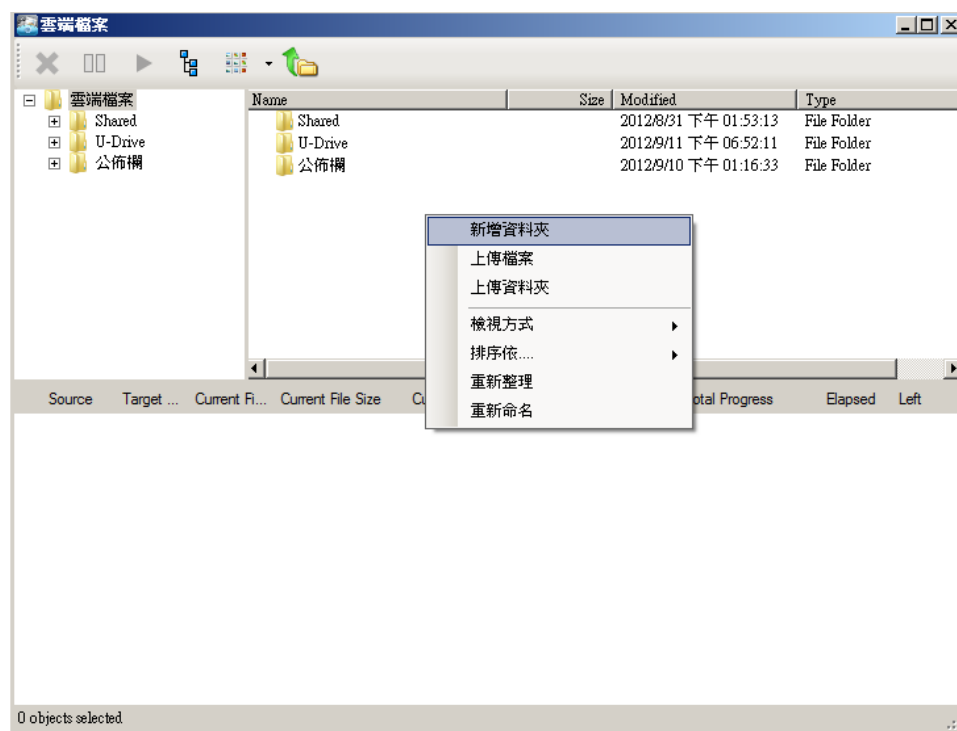 雲端檔案
雲端檔案
Shared
U-Drive
公佈欄
Name Size Modified Type
Shared 2012/8/31 下午 01:53:13 File Folder
U-Drive 2012/9/11 下午 06:52:11 File Folder
公佈欄 2012/9/10 下午 01:16:33 File Folder
新增資料夾
上傳檔案
上傳資料夾
檢視方式
排序依....
重新整理
重新命名
Source Target ... Current Fi... Current File Size otal Progress Elapsed Left
0 objects selected